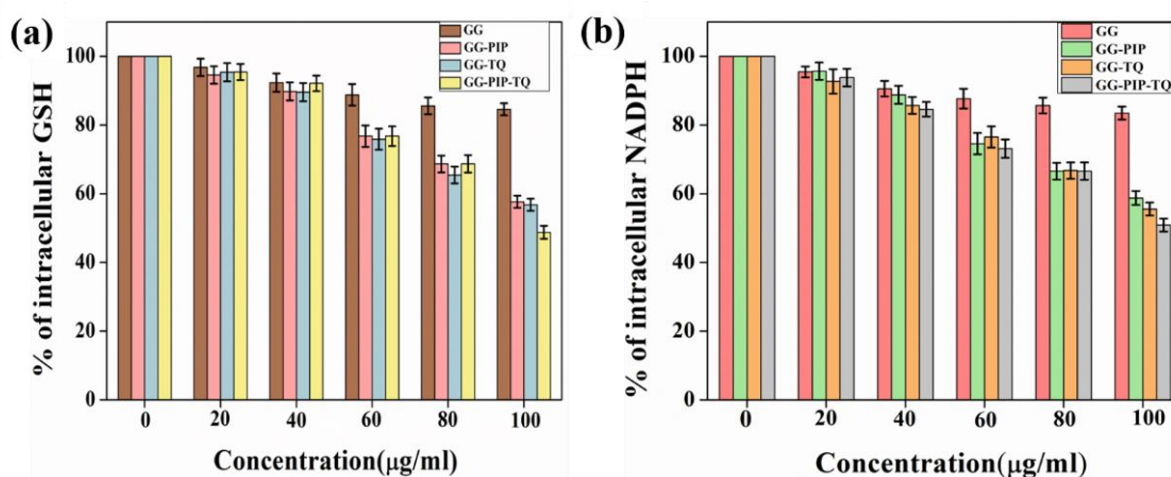 (a)
GG
GG-PIP
GG-TQ
GG-PIP-TQ
% of intracellular GSH
100
80
60
40
20
0
0 20 40 60 80 100
Concentration(μg/ml)
(b)
GG
GG-PIP
GG-TQ
GG-PIP-TQ
% of intracellular NADPH
100
80
60
40
20
0
0 20 40 60 80 100
Concentration(μg/ml)